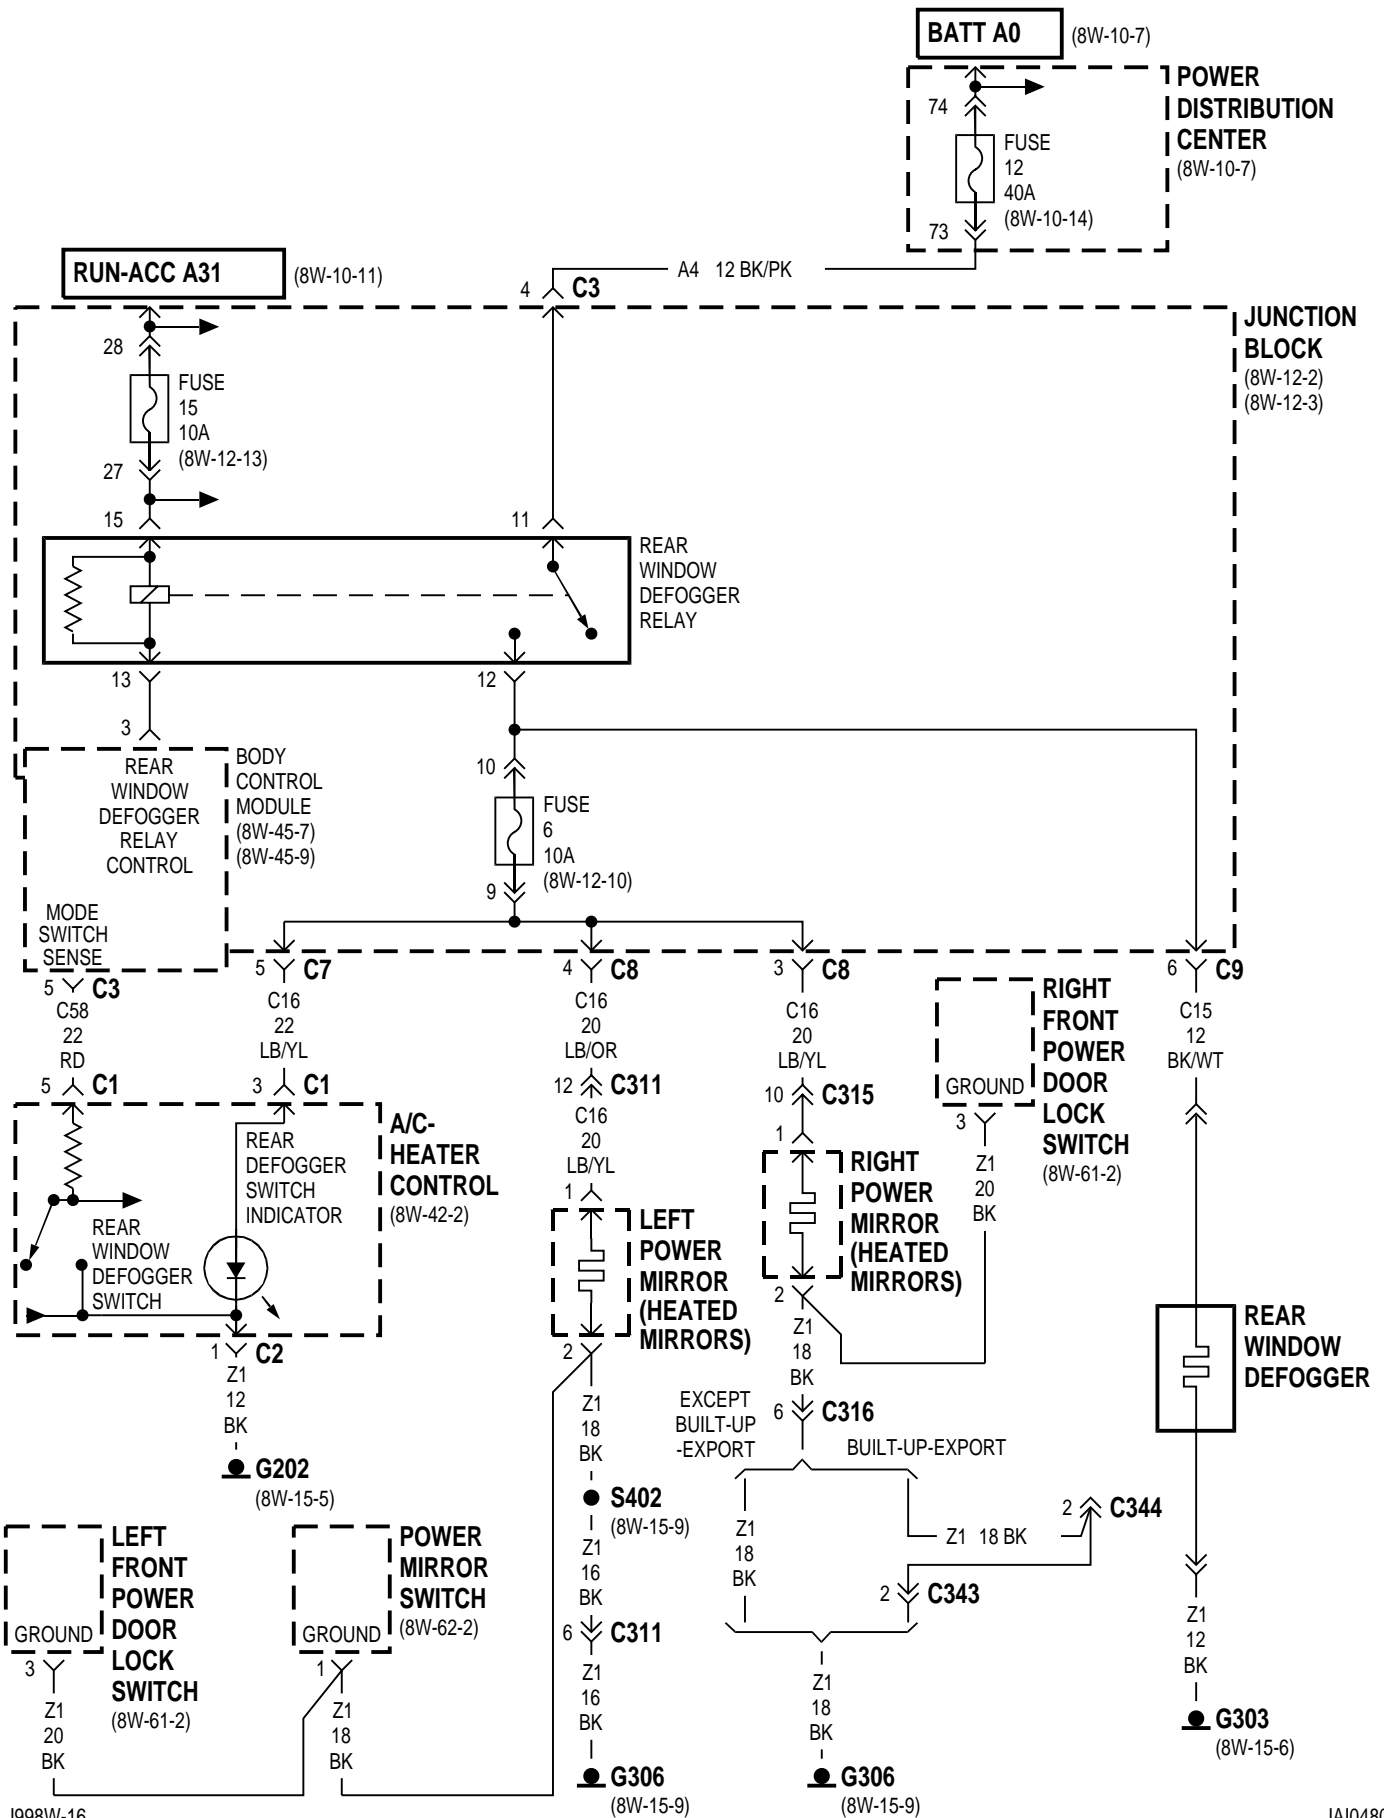 BATT A0 (8W-10-7)
POWER
DISTRIBUTION
CENTER
(8W-10-7)
74
FUSE
12
40A
(8W-10-14)
73
A4 12 BK/PK
RUN-ACC A31 (8W-10-11)
4 C3
JUNCTION
BLOCK
(8W-12-2)
(8W-12-3)
28
FUSE
15
10A
(8W-12-13)
27
15
11
REAR
WINDOW
DEFOGGER
RELAY
13
12
3
REAR
WINDOW
DEFOGGER
RELAY
CONTROL
BODY
CONTROL
MODULE
(8W-45-7)
(8W-45-9)
MODE
SWITCH
SENSE
10
FUSE
6
10A
(8W-12-10)
9
5 C3
C58
22
RD
5 C1
5 C7
C16
22
LB/YL
3 C1
4 C8
C16
20
LB/OR
12 C311
C16
20
LB/YL
1
3 C8
C16
20
LB/YL
10 C315
1
RIGHT
FRONT
POWER
DOOR
LOCK
SWITCH
(8W-61-2)
GROUND
3
Z1
20
BK
6 C9
C15
12
BK/WT
A/C-
HEATER
CONTROL
(8W-42-2)
REAR
DEFOGGER
SWITCH
INDICATOR
REAR
WINDOW
DEFOGGER
SWITCH
1 C2
Z1
12
BK
G202
(8W-15-5)
LEFT
POWER
MIRROR
(HEATED
MIRRORS)
2
Z1
18
BK
S402
(8W-15-9)
Z1
16
BK
6 C311
Z1
16
BK
G306
(8W-15-9)
RIGHT
POWER
MIRROR
(HEATED
MIRRORS)
2
Z1
18
BK
6 C316
EXCEPT
BUILT-UP
-EXPORT
BUILT-UP-EXPORT
Z1
18
BK
Z1 18 BK
2 C344
2 C343
Z1
18
BK
G306
(8W-15-9)
REAR
WINDOW
DEFOGGER
Z1
12
BK
G303
(8W-15-6)
LEFT
FRONT
POWER
DOOR
LOCK
SWITCH
(8W-61-2)
GROUND
3
Z1
20
BK
POWER
MIRROR
SWITCH
(8W-62-2)
GROUND
1
Z1
18
BK
J998W-16